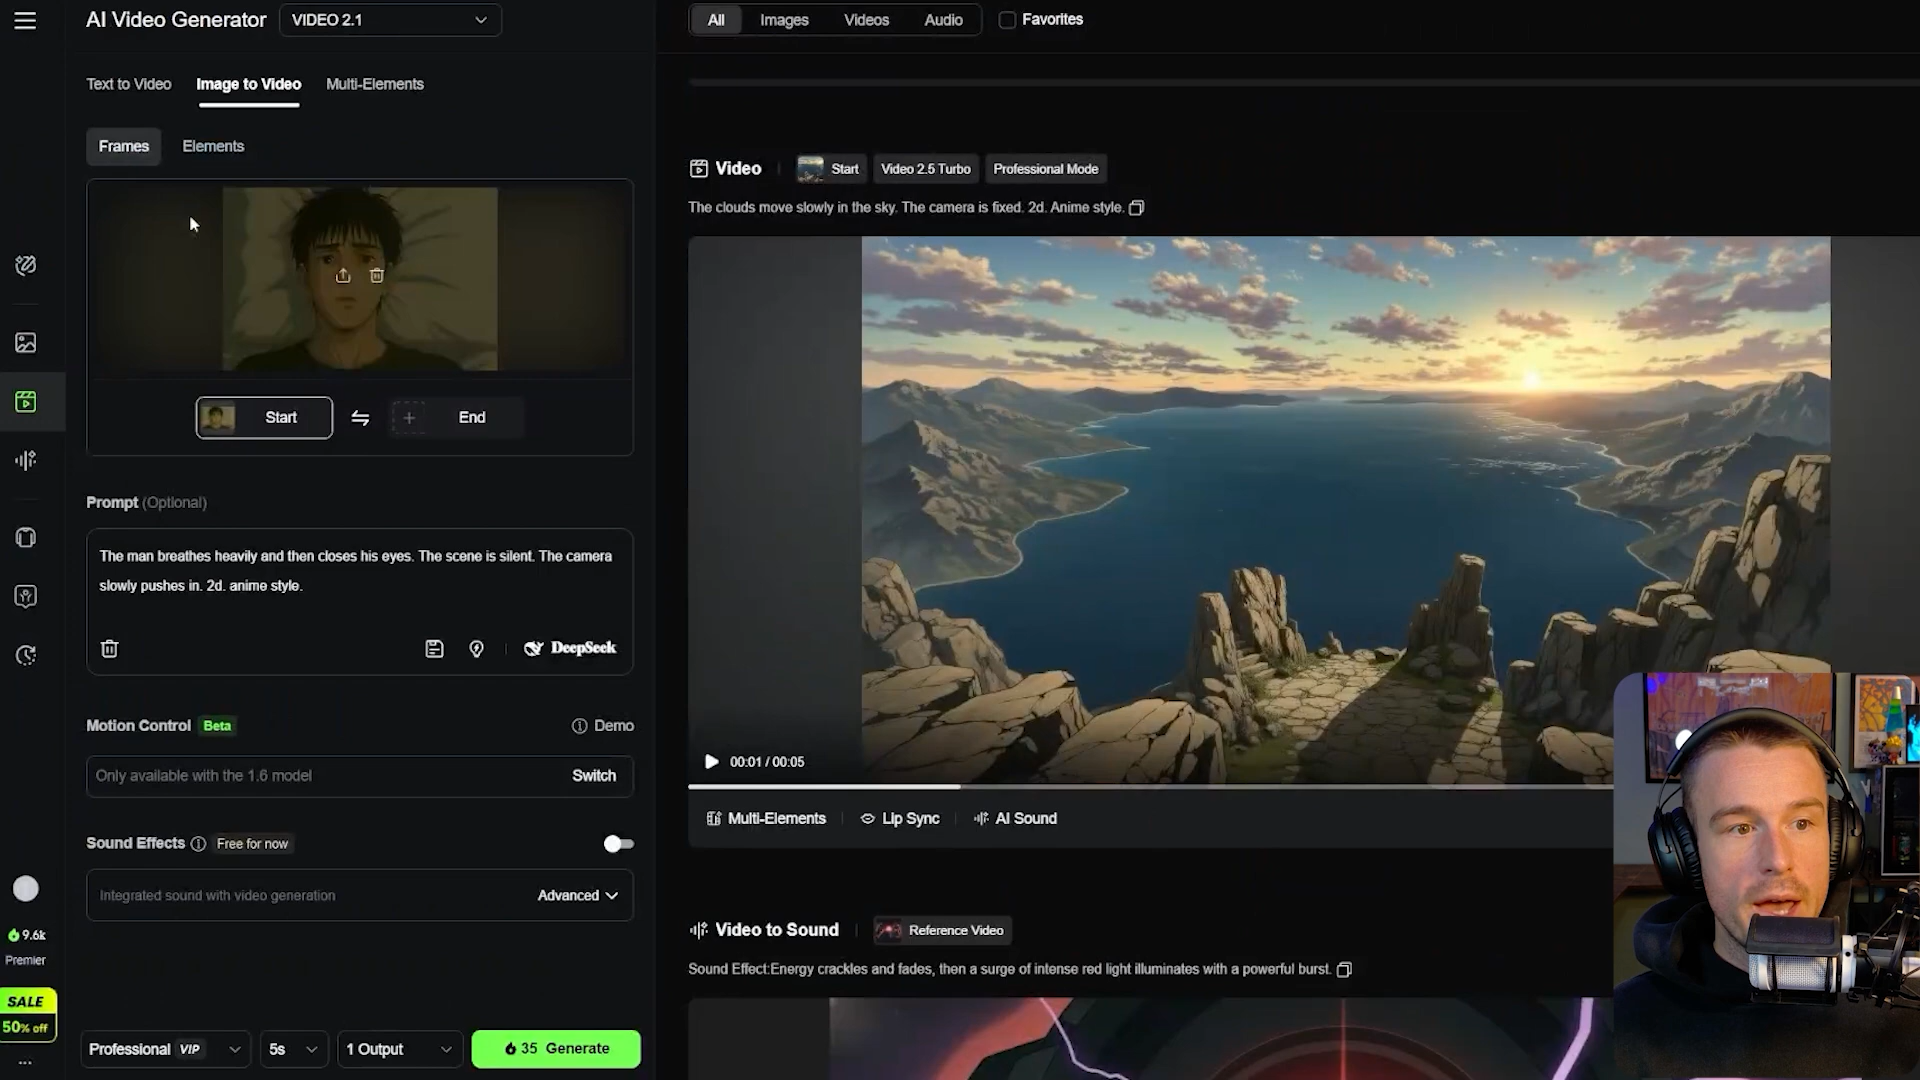 AI Video Generator
VIDEO 2.1
Text to Video
Image to Video
Multi-Elements
Frames
Elements
Start
End
Prompt (Optional)
The man breathes heavily and then closes his eyes. The scene is silent. The camera
slowly pushes in. 2d. anime style.
DeepSeek
Motion Control
Beta
Demo
Only available with the 1.6 model
Switch
Sound Effects
Free for now
Integrated sound with video generation
Advanced
9.6k
Premier
SALE
50% off
Professional VIP
5s
1 Output
35 Generate
All
Images
Videos
Audio
Favorites
Video
Start
Video 2.5 Turbo
Professional Mode
The clouds move slowly in the sky. The camera is fixed. 2d. Anime style.
00:01 / 00:05
Multi-Elements
Lip Sync
AI Sound
Video to Sound
Reference Video
Sound Effect:Energy crackles and fades, then a surge of intense red light illuminates with a powerful burst.